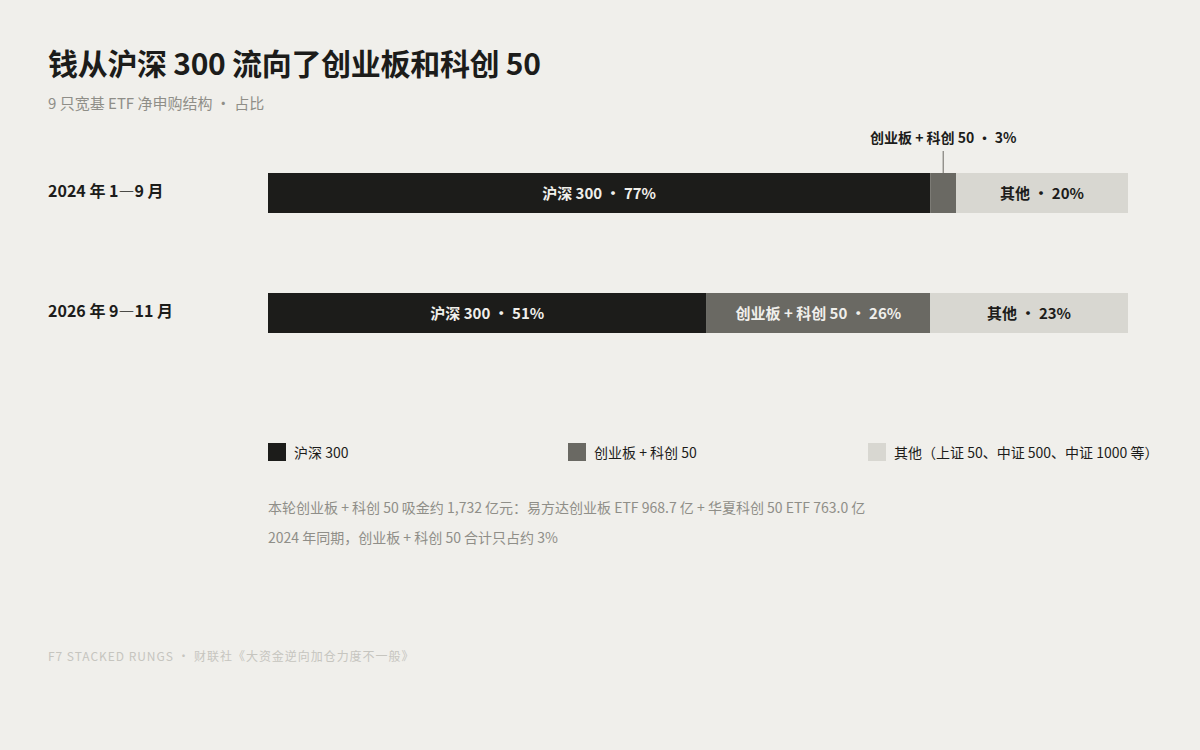 钱从沪深 300 流向了创业板和科创 50
9 只宽基 ETF 净申购结构 · 占比
创业板 + 科创 50 · 3%
2024 年 1—9 月
沪深 300 · 77%
其他 · 20%
2026 年 9—11 月
沪深 300 · 51%
创业板 + 科创 50 · 26%
其他 · 23%
沪深 300
创业板 + 科创 50
其他（上证 50、中证 500、中证 1000 等）
本轮创业板 + 科创 50 吸金约 1,732 亿元：易方达创业板 ETF 968.7 亿 + 华夏科创 50 ETF 763.0 亿
2024 年同期，创业板 + 科创 50 合计只占约 3%
F7 STACKED RUNGS · 财联社《大资金逆向加仓力度不一般》